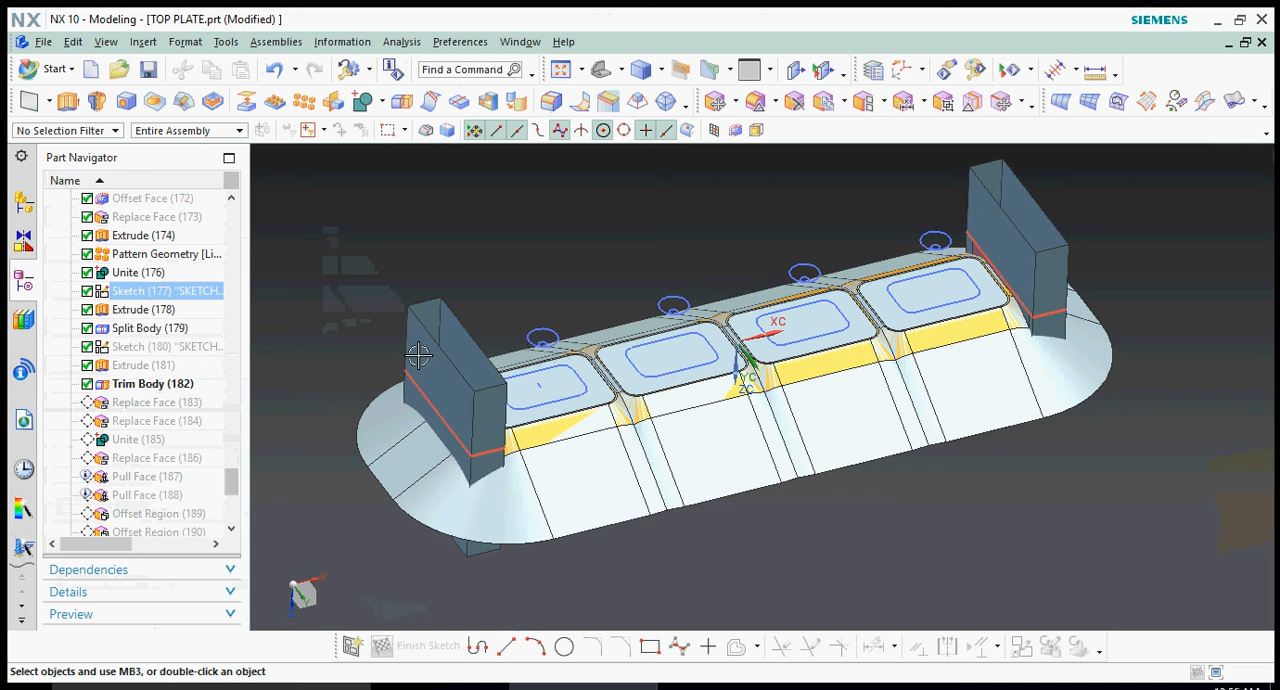 NX NX 10 - Modeling - [TOP PLATE.prt (Modified) ] SIEMENS
File Edit View Insert Format Tools Assemblies Information Analysis Preferences Window Help
Start Find a Command
No Selection Filter Entire Assembly
Part Navigator
Name
Offset Face (172)
Replace Face (173)
Extrude (174)
Pattern Geometry [Li...
Unite (176)
Sketch (177) "SKETCH...
Extrude (178)
Split Body (179)
Sketch (180) "SKETCH...
Extrude (181)
Trim Body (182)
Replace Face (183)
Replace Face (184)
Unite (185)
Replace Face (186)
Pull Face (187)
Pull Face (188)
Offset Region (189)
Offset Region (190)
Dependencies
Details
Preview
XC
YC
ZC
Finish Sketch
Select objects and use MB3, or double-click an object